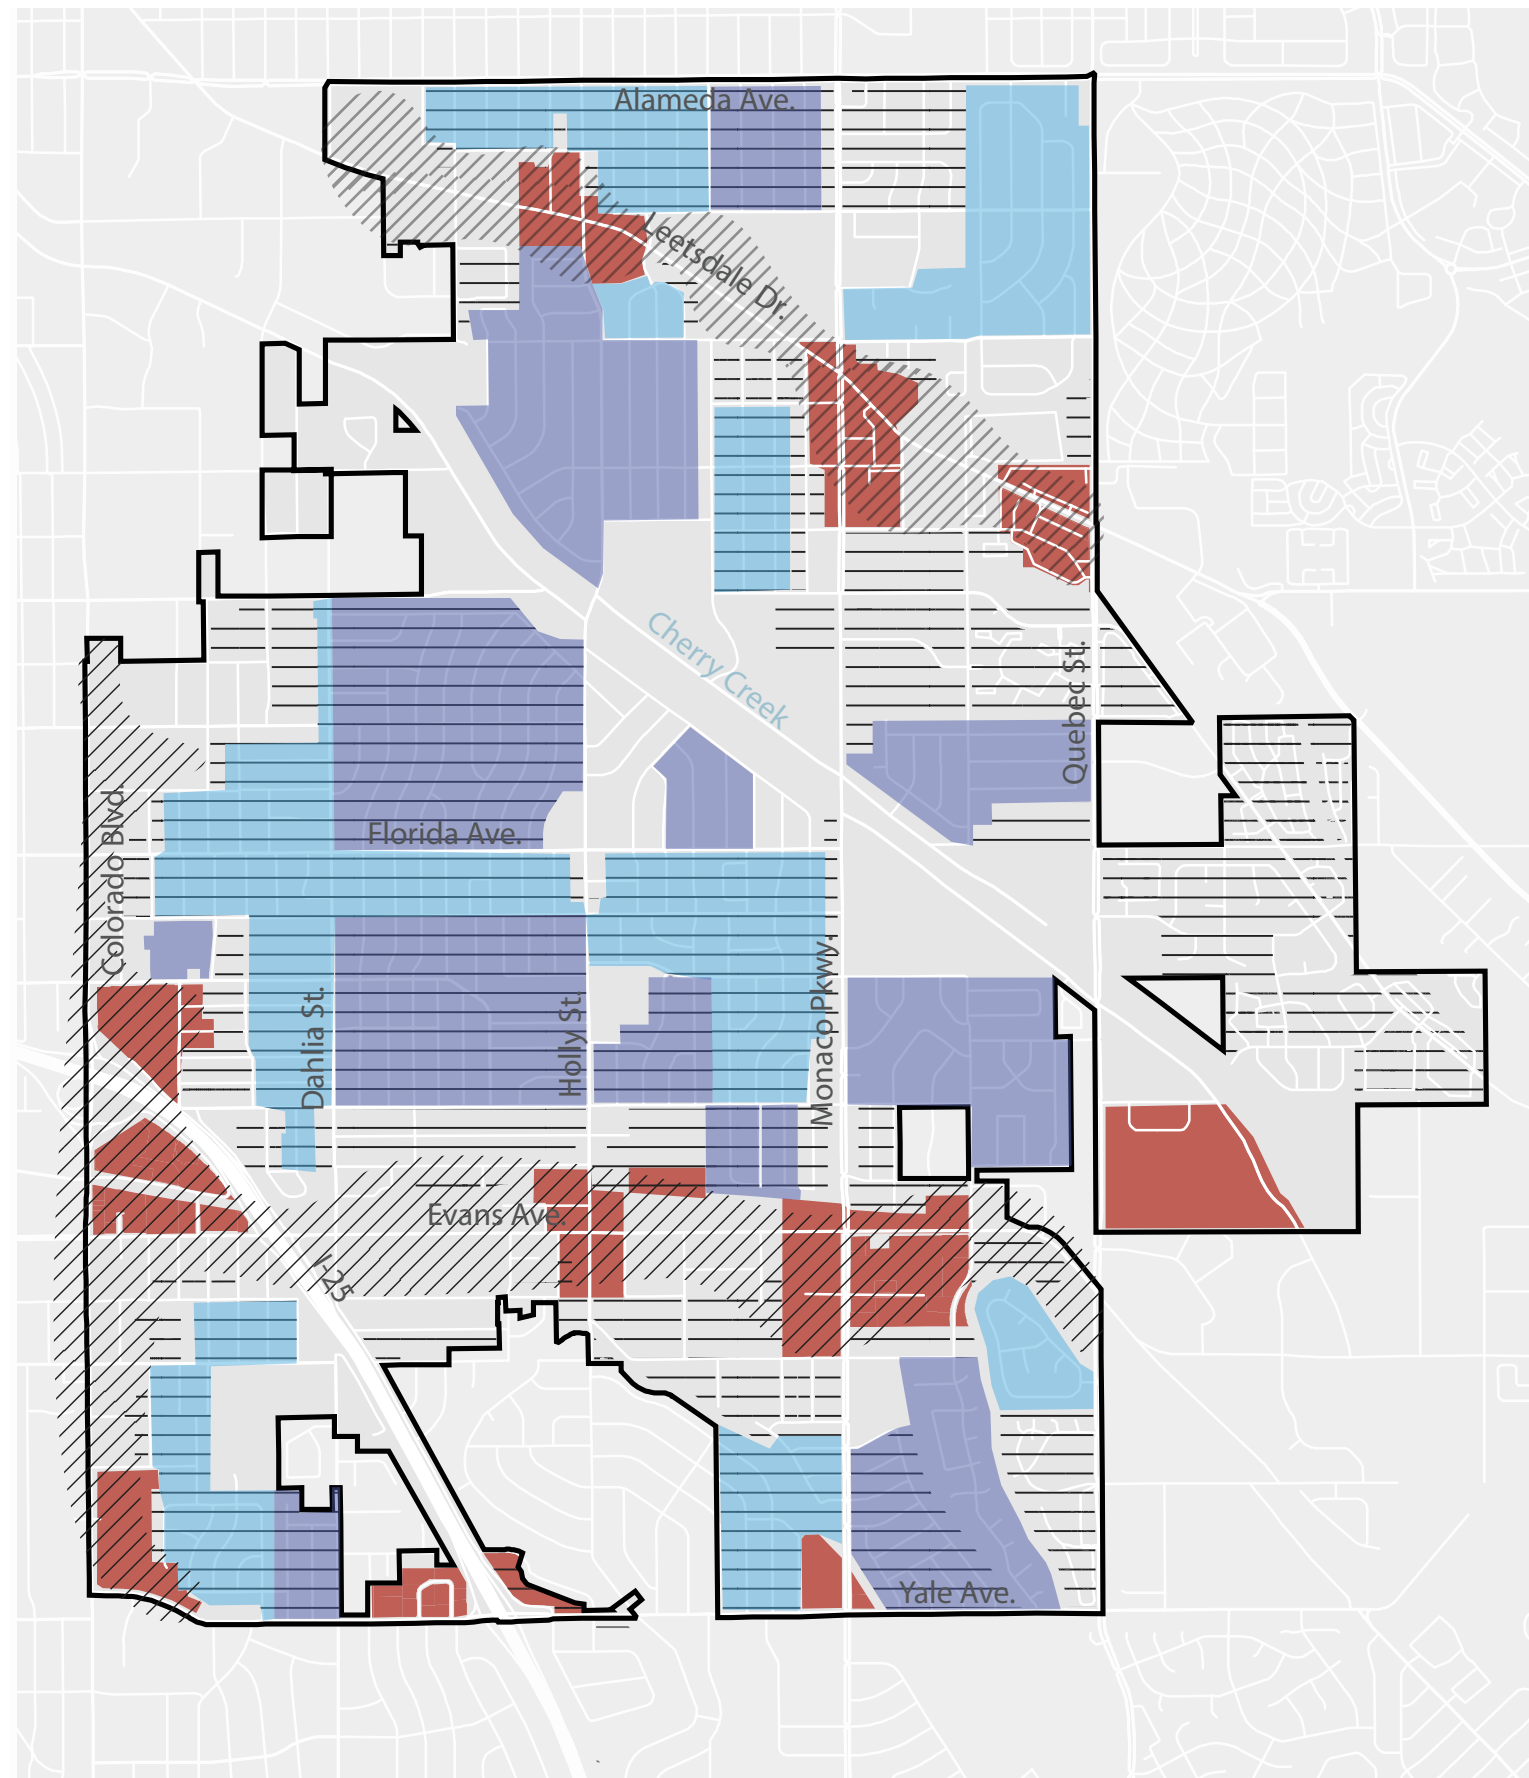 Alameda Ave.
Leetsdale Dr.
Cherry Creek
Quebec St.
Colorado Blvd.
Florida Ave.
Dahlia St.
Holly St.
Monaco Pkwy.
Evans Ave.
I-25
Yale Ave.